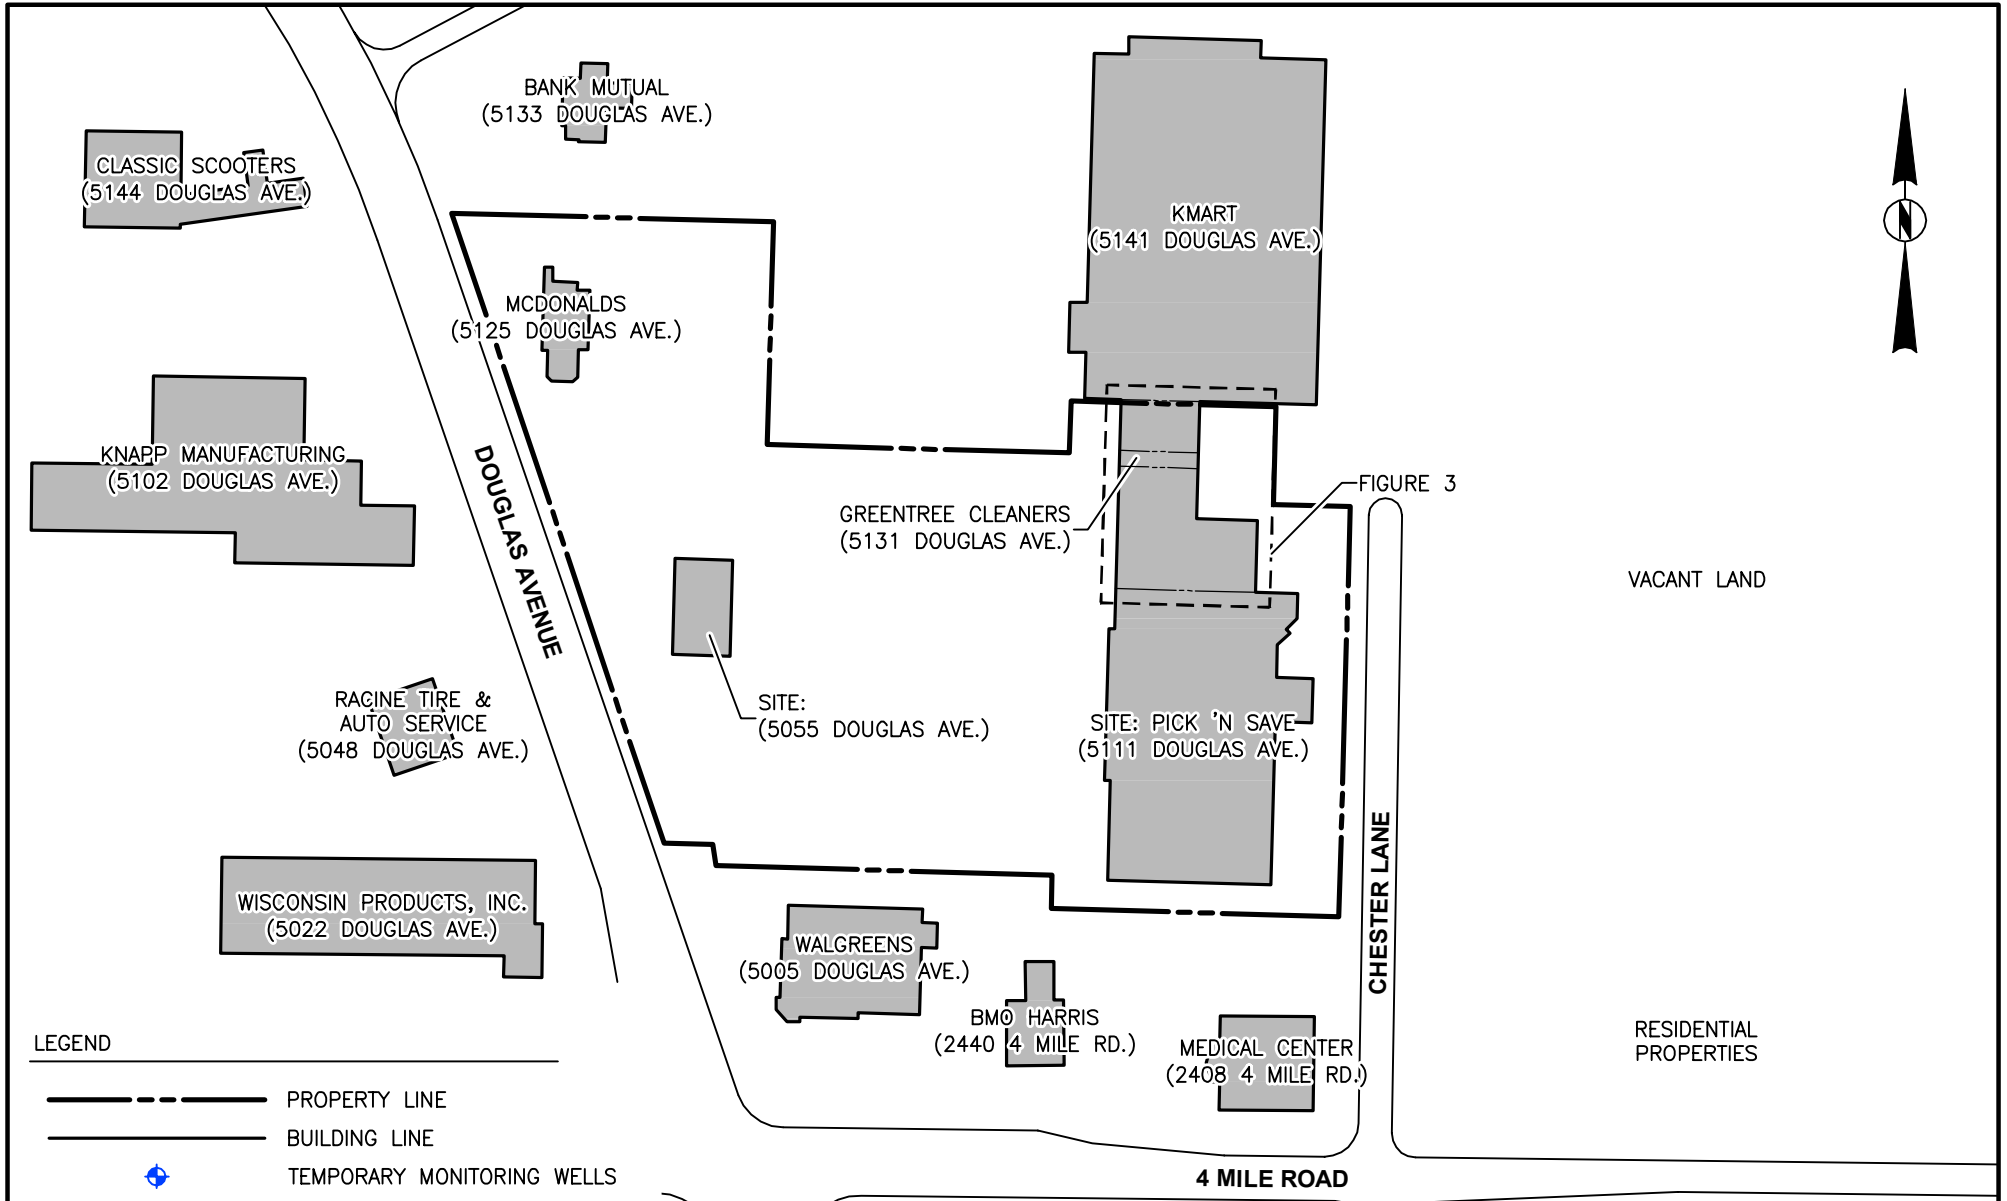 BANK MUTUAL
(5133 DOUGLAS AVE.)
CLASSIC SCOOTERS
(5144 DOUGLAS AVE.)
KMART
(5141 DOUGLAS AVE.)
N
MCDONALDS
(5125 DOUGLAS AVE.)
KNAPP MANUFACTURING
(5102 DOUGLAS AVE.)
DOUGLAS AVENUE
GREENTREE CLEANERS
(5131 DOUGLAS AVE.)
FIGURE 3
VACANT LAND
RACINE TIRE &
AUTO SERVICE
(5048 DOUGLAS AVE.)
SITE:
(5055 DOUGLAS AVE.)
SITE: PICK 'N SAVE
(5111 DOUGLAS AVE.)
CHESTER LANE
WISCONSIN PRODUCTS, INC.
(5022 DOUGLAS AVE.)
WALGREENS
(5005 DOUGLAS AVE.)
BMO HARRIS
(2440 4 MILE RD.)
MEDICAL CENTER
(2408 4 MILE RD.)
RESIDENTIAL
PROPERTIES
LEGEND
PROPERTY LINE
BUILDING LINE
TEMPORARY MONITORING WELLS
4 MILE ROAD